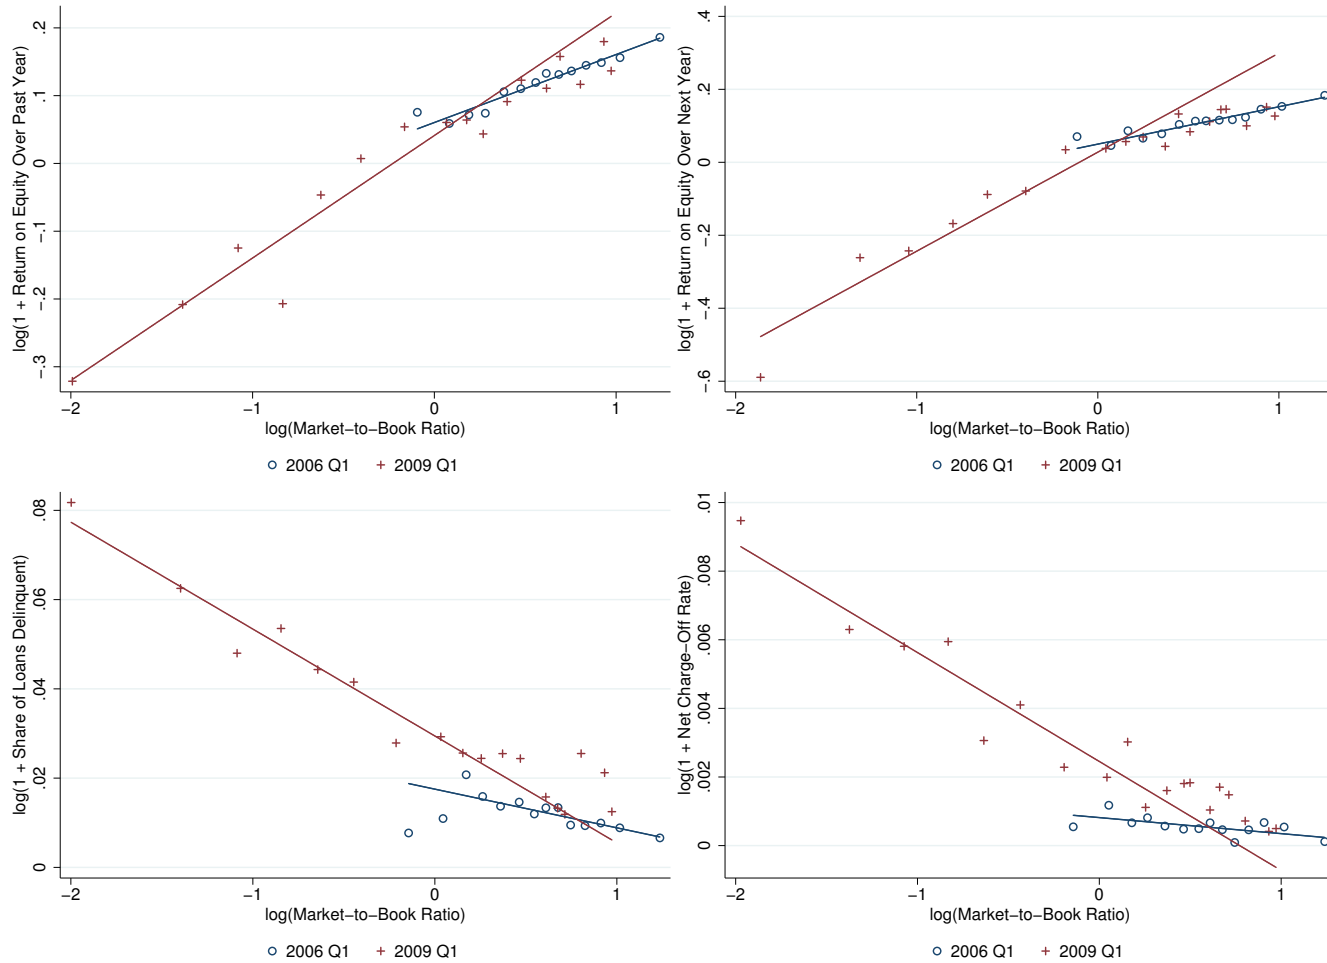 log(1 + Return on Equity Over Past Year)
.2
.1
0
−.1
−.2
−.3
−2 −1 0 1
log(Market−to−Book Ratio)
2006 Q1 2009 Q1
log(1 + Return on Equity Over Next Year)
.4
.2
0
−.2
−.4
−.6
−2 −1 0 1
log(Market−to−Book Ratio)
2006 Q1 2009 Q1
log(1 + Share of Loans Delinquent)
.08
.06
.04
.02
0
−2 −1 0 1
log(Market−to−Book Ratio)
2006 Q1 2009 Q1
log(1 + Net Charge−Off Rate)
.01
.008
.006
.004
.002
0
−2 −1 0 1
log(Market−to−Book Ratio)
2006 Q1 2009 Q1